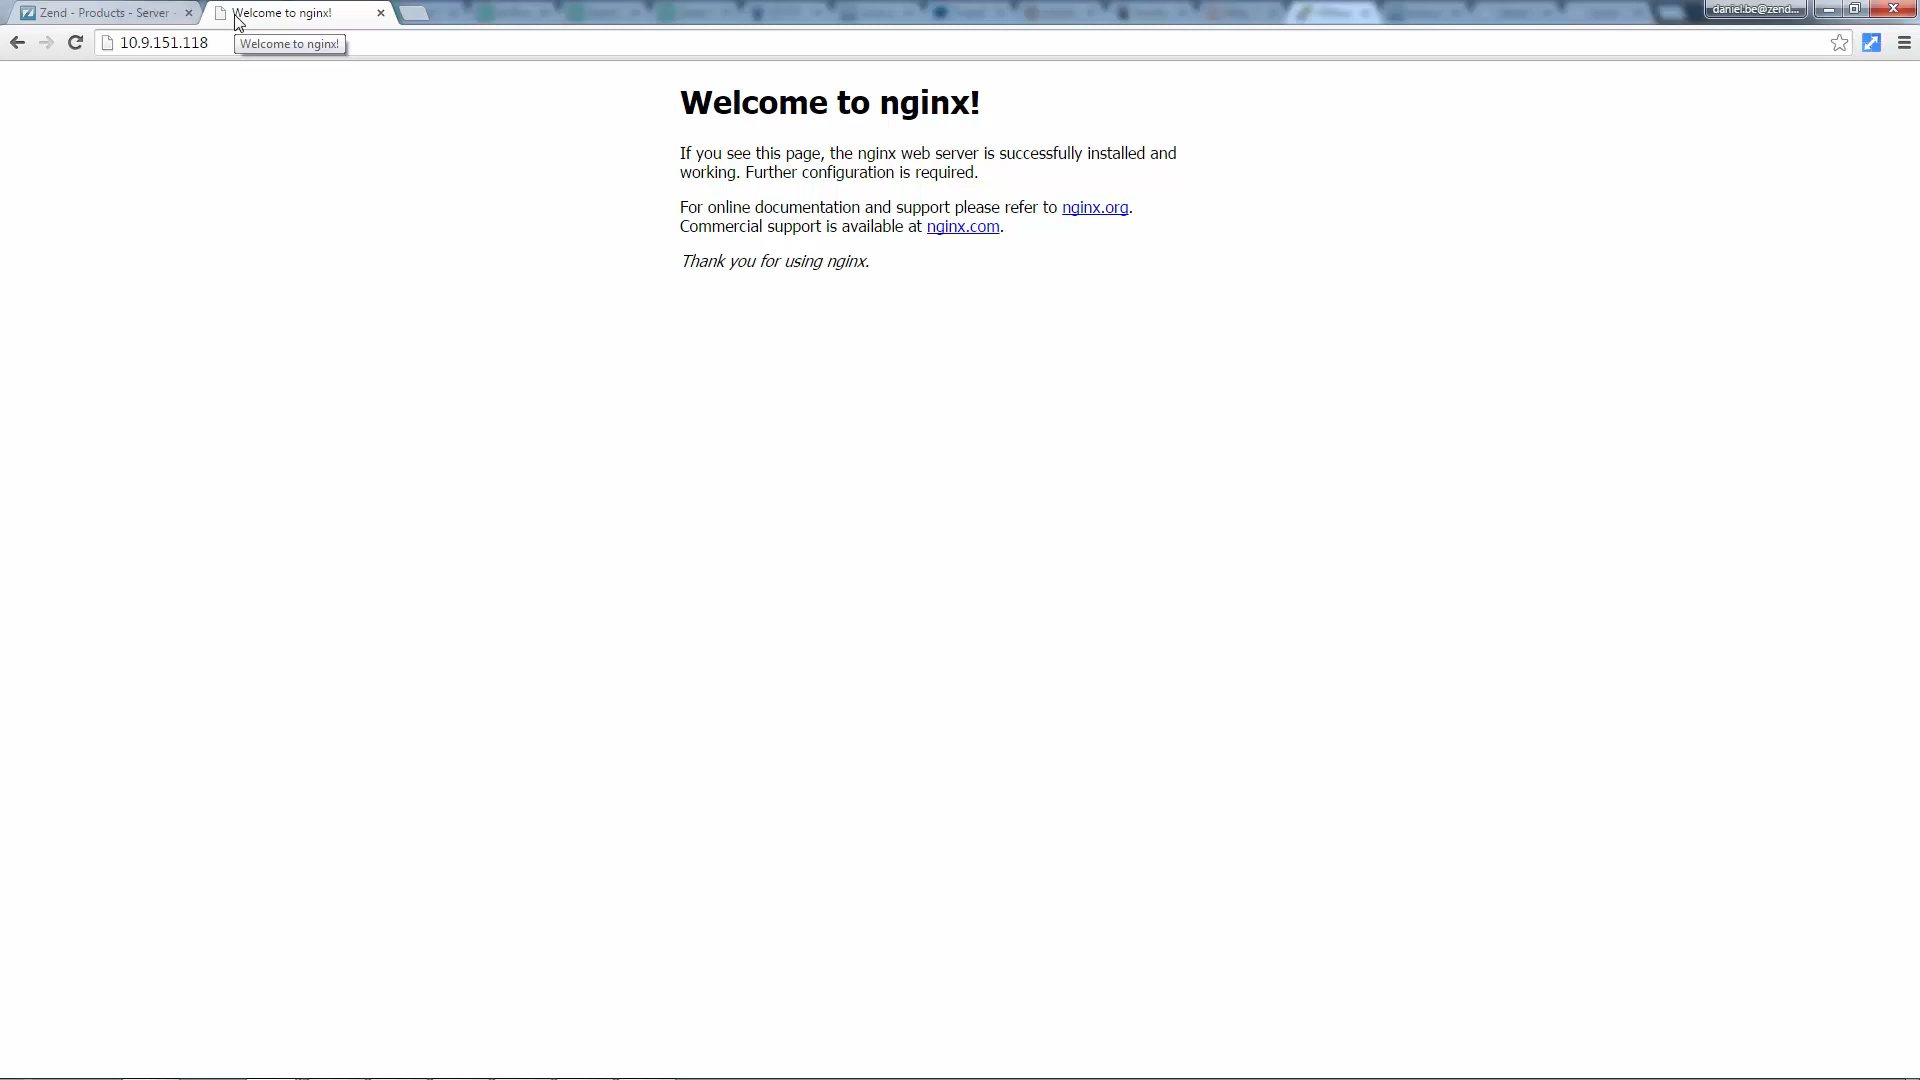 Zend - Products - Server
Welcome to nginx!
daniel.be@zend...
10.9.151.118
Welcome to nginx!
Welcome to nginx!
If you see this page, the nginx web server is successfully installed and
working. Further configuration is required.
For online documentation and support please refer to nginx.org.
Commercial support is available at nginx.com.
Thank you for using nginx.